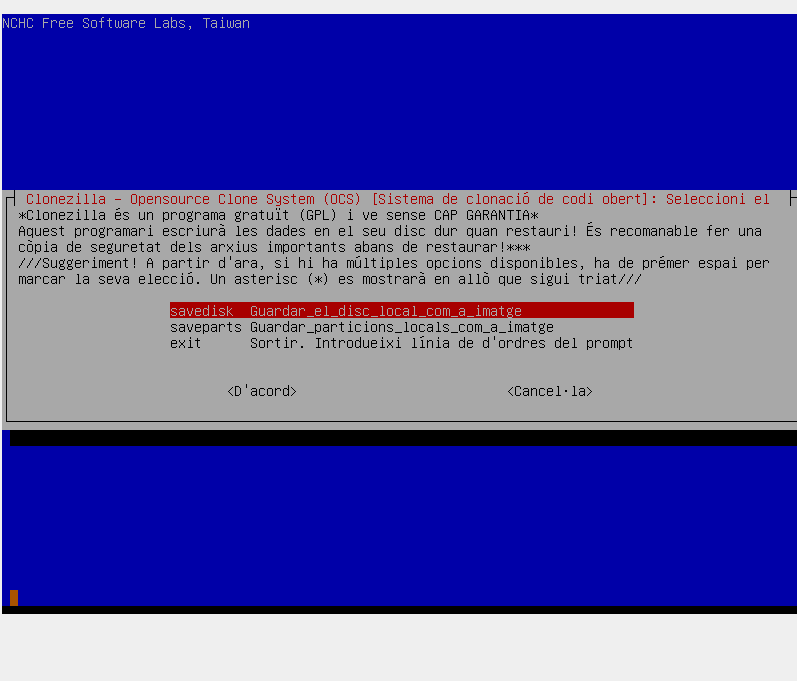 NCHC Free Software Labs, Taiwan
Clonezilla - Opensource Clone System (OCS) [Sistema de clonació de codi obert]: Seleccioni el
*Clonezilla és un programa gratuït (GPL) i ve sense CAP GARANTIA*
Aquest programari escriurà les dades en el seu disc dur quan restauri! És recomanable fer una
còpia de seguretat dels arxius importants abans de restaurar!***
///Suggeriment! A partir d'ara, si hi ha múltiples opcions disponibles, ha de prémer espai per
marcar la seva elecció. Un asterisc (*) es mostrarà en allò que sigui triat///
savedisk Guardar_el_disc_local_com_a_imatge
saveparts Guardar_particions_locals_com_a_imatge
exit Sortir. Introdueixi línia de d'ordres del prompt
<D'acord> <Cancel·la>